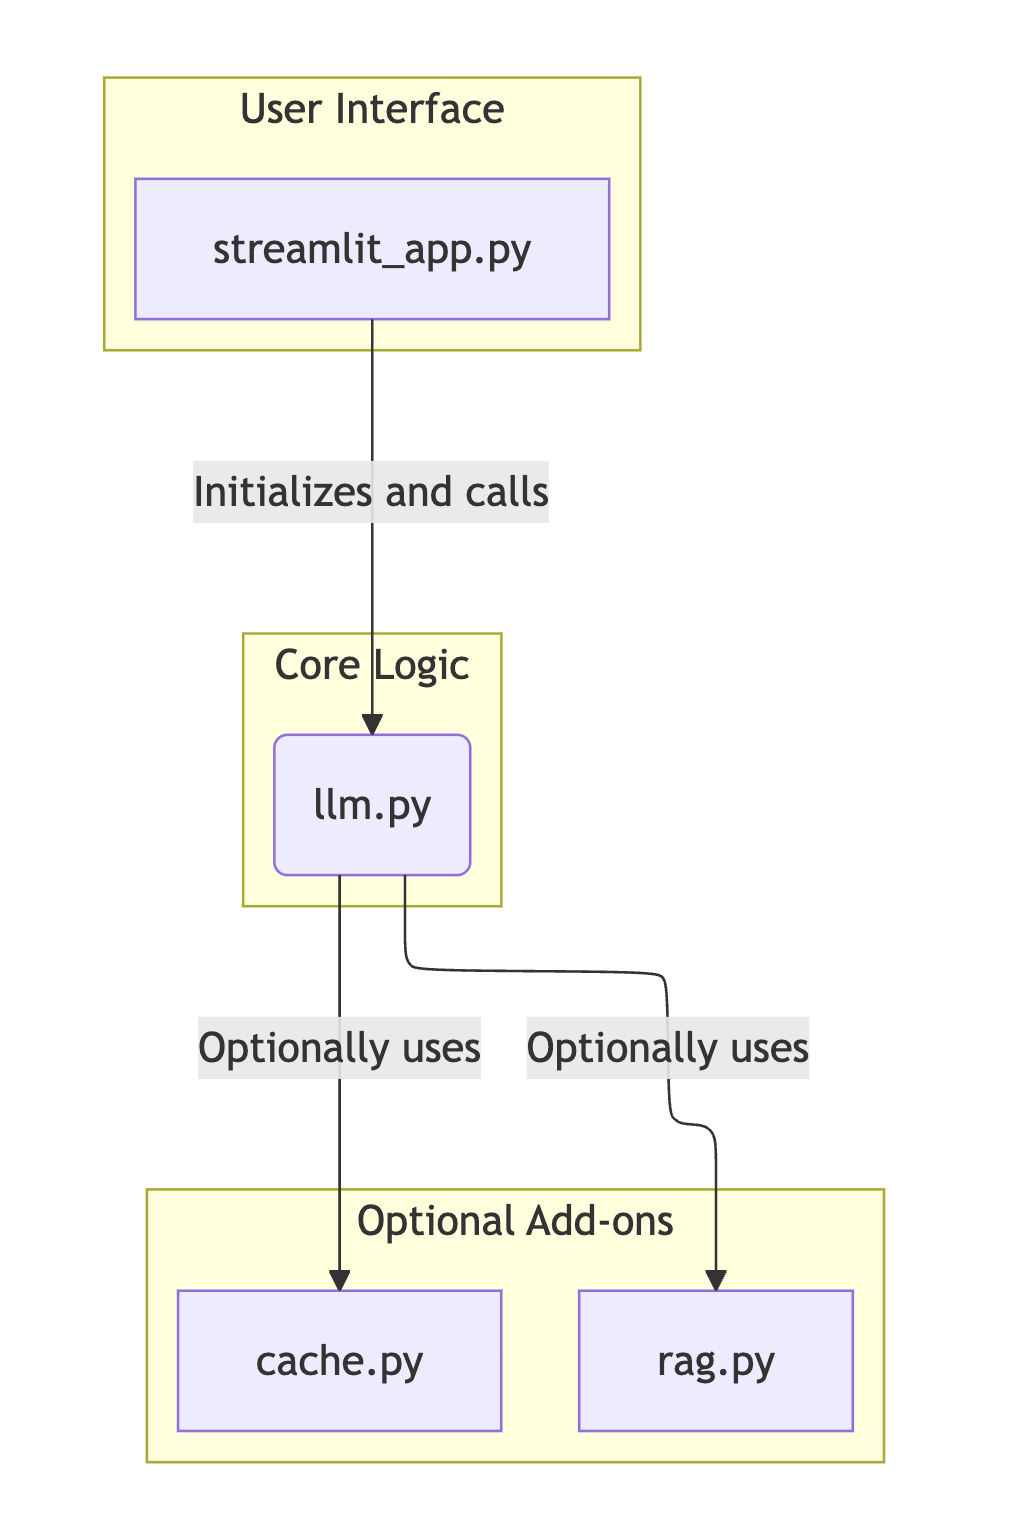 User Interface
streamlit_app.py
Initializes and calls
Core Logic
llm.py
Optionally uses
Optionally uses
Optional Add-ons
cache.py
rag.py